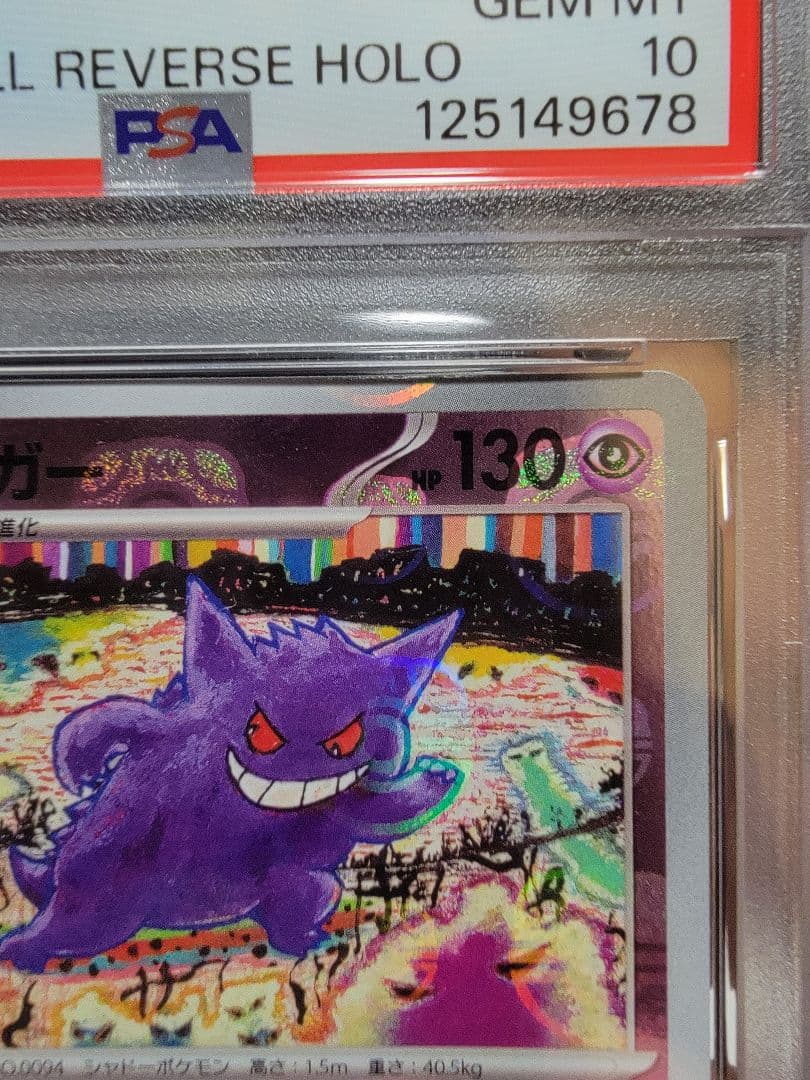 GEM MT
LL REVERSE HOLO 10
PSA 125149678
ガー HP 130
進化
O.0094 シャドーポケモン 高さ:1.5m 重さ:40.5kg